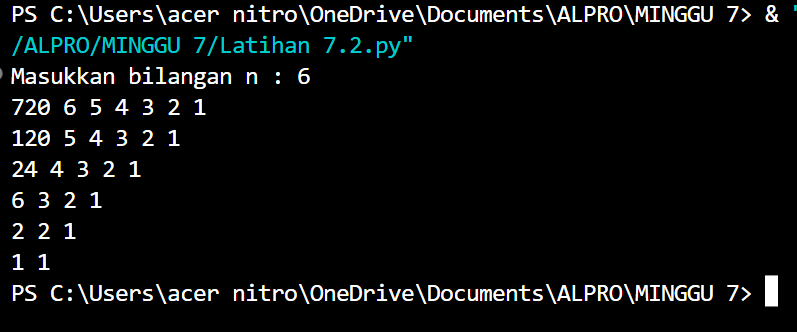 PS C:\Users\acer nitro\OneDrive\Documents\ALPRO\MINGGU 7> & "
/ALPRO/MINGGU 7/Latihan 7.2.py"
Masukkan bilangan n : 6
720 6 5 4 3 2 1
120 5 4 3 2 1
24 4 3 2 1
6 3 2 1
2 2 1
1 1
PS C:\Users\acer nitro\OneDrive\Documents\ALPRO\MINGGU 7>